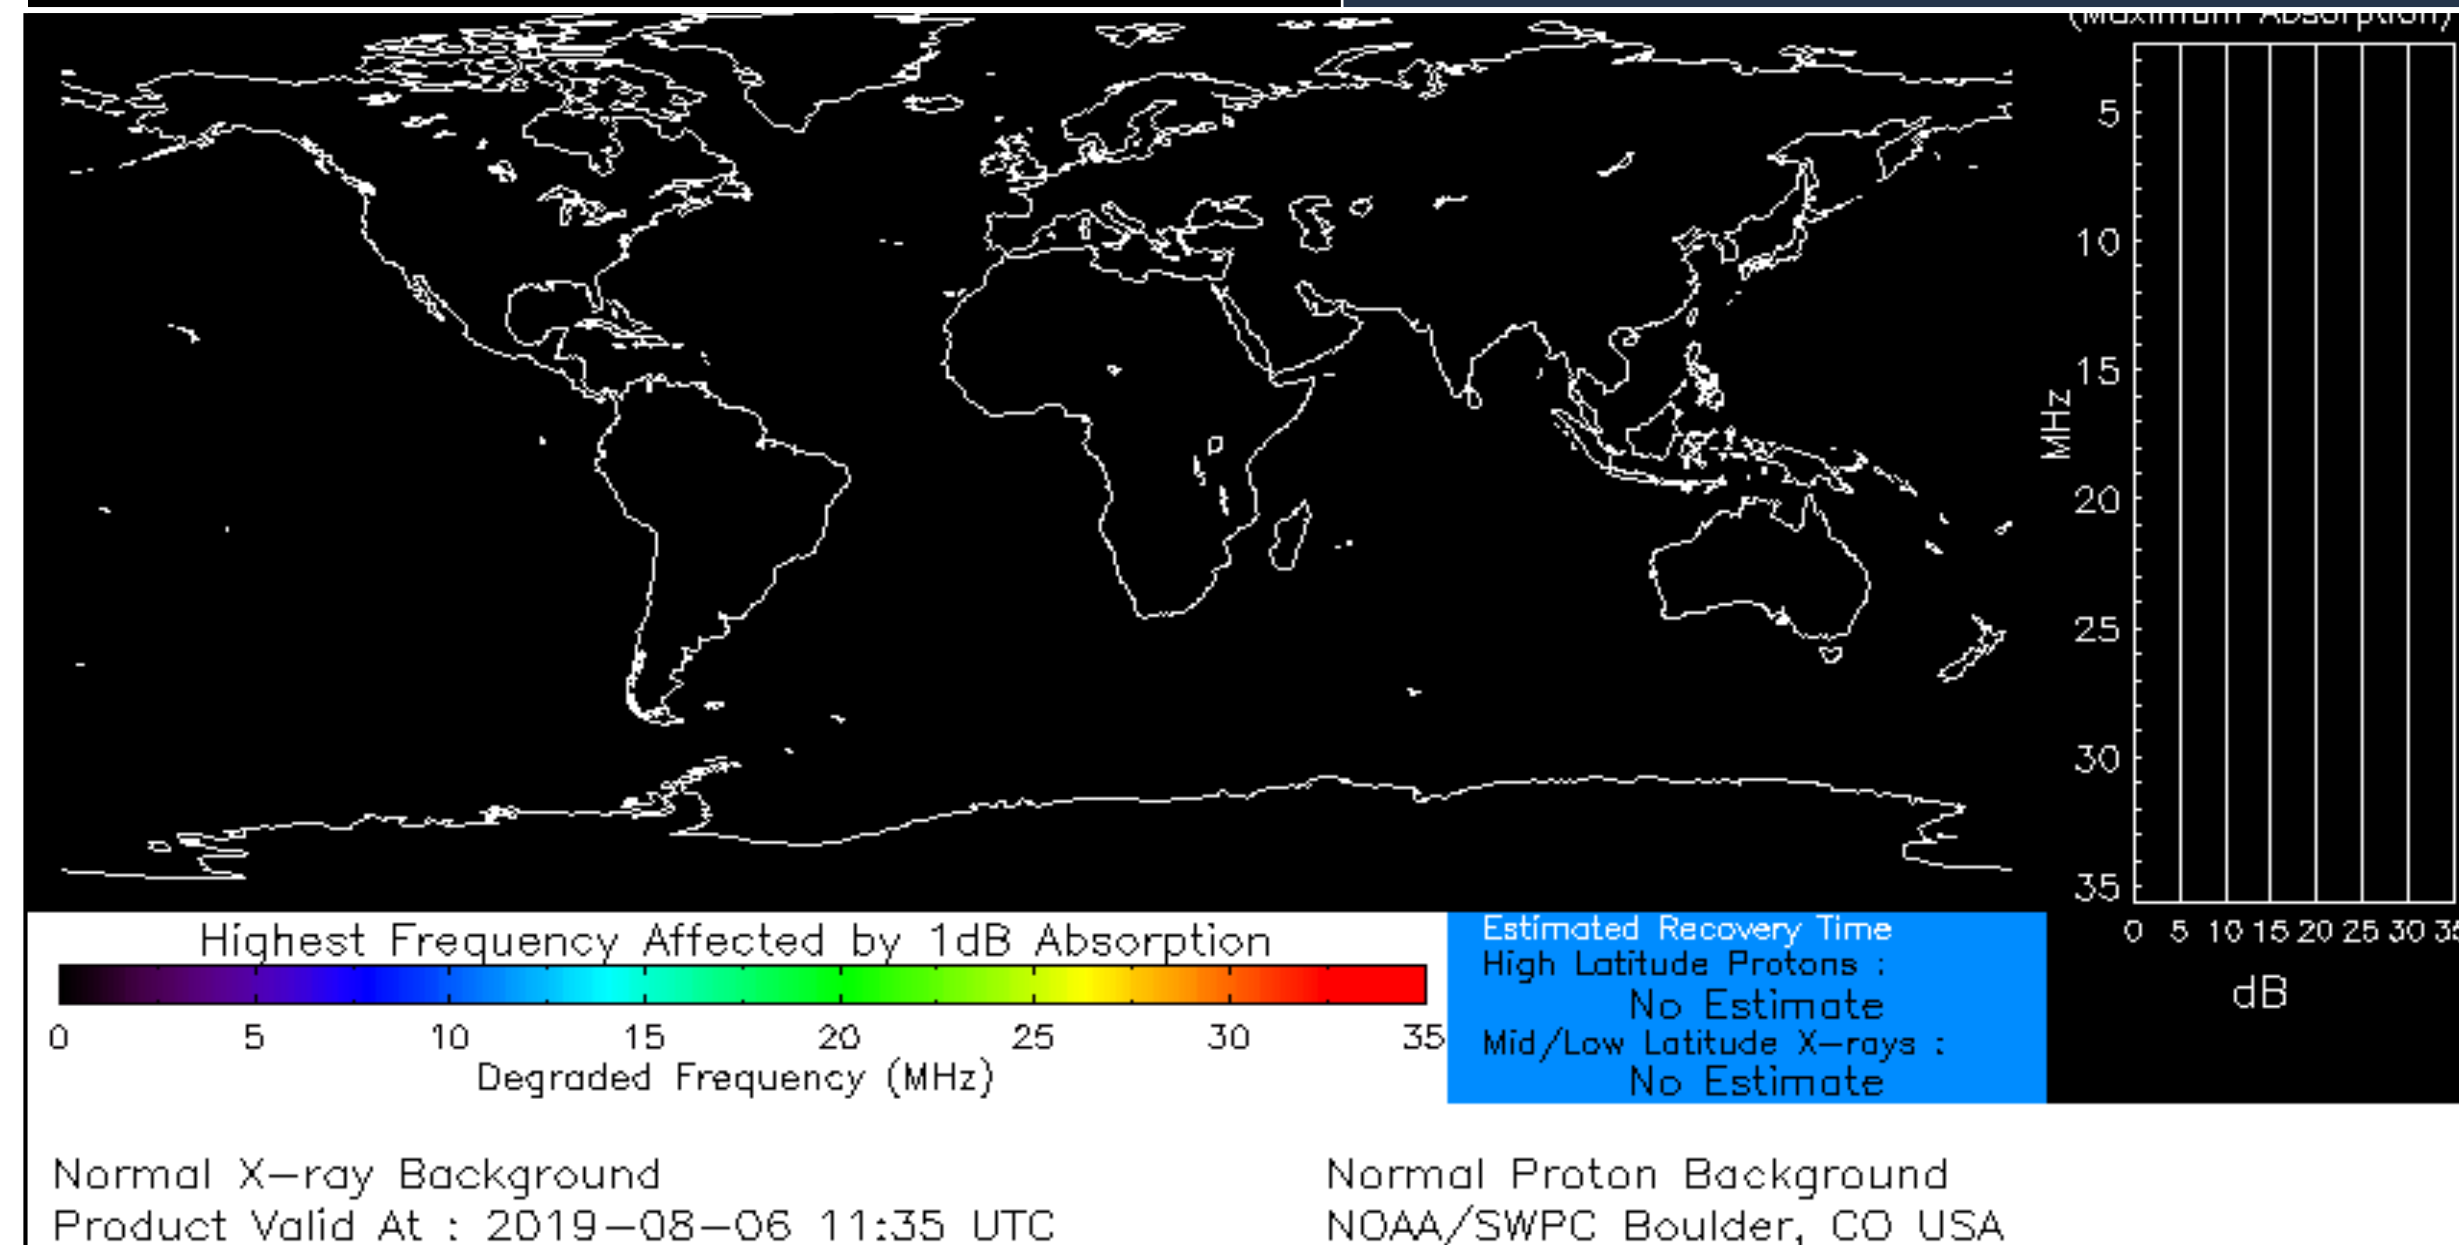 (Maximum Absorption)
5
10
15
20
25
30
35
MHz
0 5 10 15 20 25 30 35
dB
Highest Frequency Affected by 1dB Absorption
0 5 10 15 20 25 30 35
Degraded Frequency (MHz)
Estimated Recovery Time
High Latitude Protons :
No Estimate
Mid/Low Latitude X-rays :
No Estimate
Normal X-ray Background
Normal Proton Background
Product Valid At : 2019-08-06 11:35 UTC
NOAA/SWPC Boulder, CO USA